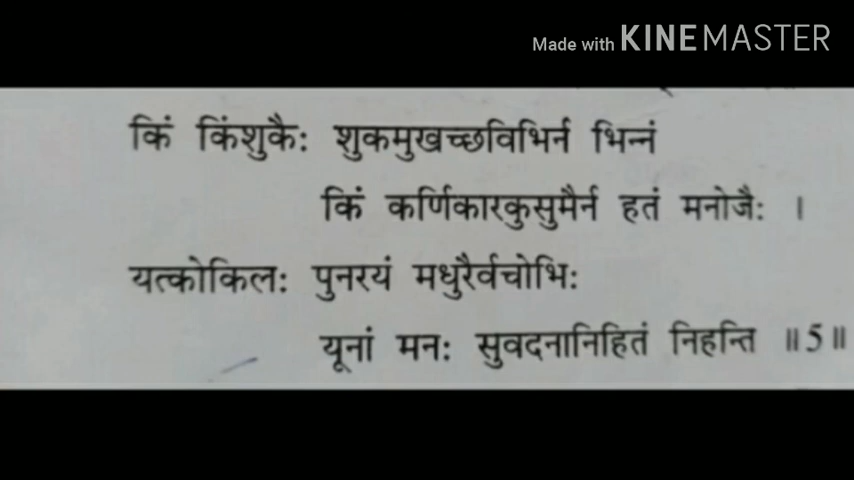 Made with KINEMASTER
किं किंशुकैः शुकमुखच्छविभिर्न भिन्नं
किं कर्णिकारकुसुमैर्न हतं मनोजैः ।
यत्कोकिलः पुनरयं मधुरैर्वचोभिः
यूनां मनः सुवदनानिहितं निहन्ति ॥5॥